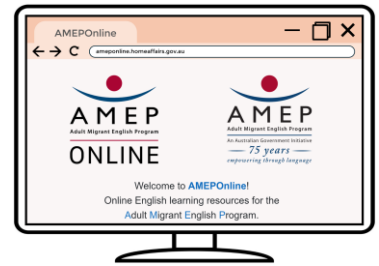 AMEPOnline
ameponline.homeaffairs.gov.au
AMEP
Adult Migrant English Program
ONLINE
AMEP
Adult Migrant English Program
An Australian Government Initiative
75 years
empowering through language
Welcome to AMEPOnline!
Online English learning resources for the
Adult Migrant English Program.